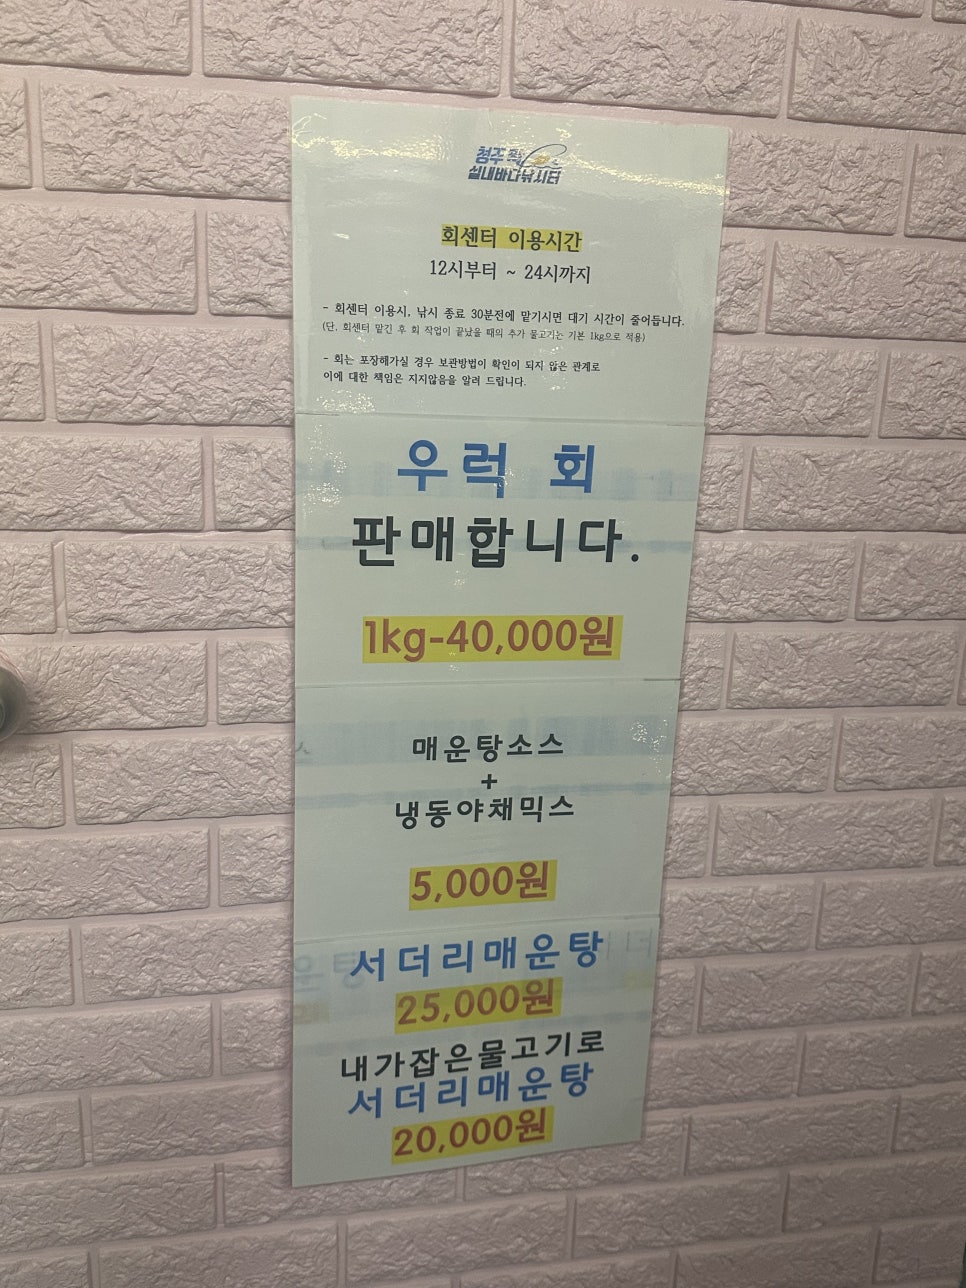 청주 콱
실내바다낚시터
회센터 이용시간
12시부터 ~ 24시까지
- 회센터 이용시, 낚시 종료 30분전에 맡기시면 대기 시간이 줄어듭니다.
(단, 회센터 맡긴 후 회 작업이 끝났을 때의 추가 물고기는 기본 1kg으로 적용)
- 회는 포장해가실 경우 보관방법이 확인이 되지 않은 관계로
이에 대한 책임은 지지않음을 알려 드립니다.
우럭 회
판매합니다.
1kg-40,000원
매운탕소스
+
냉동야채믹스
5,000원
서더리매운탕
25,000원
내가잡은물고기로
서더리매운탕
20,000원